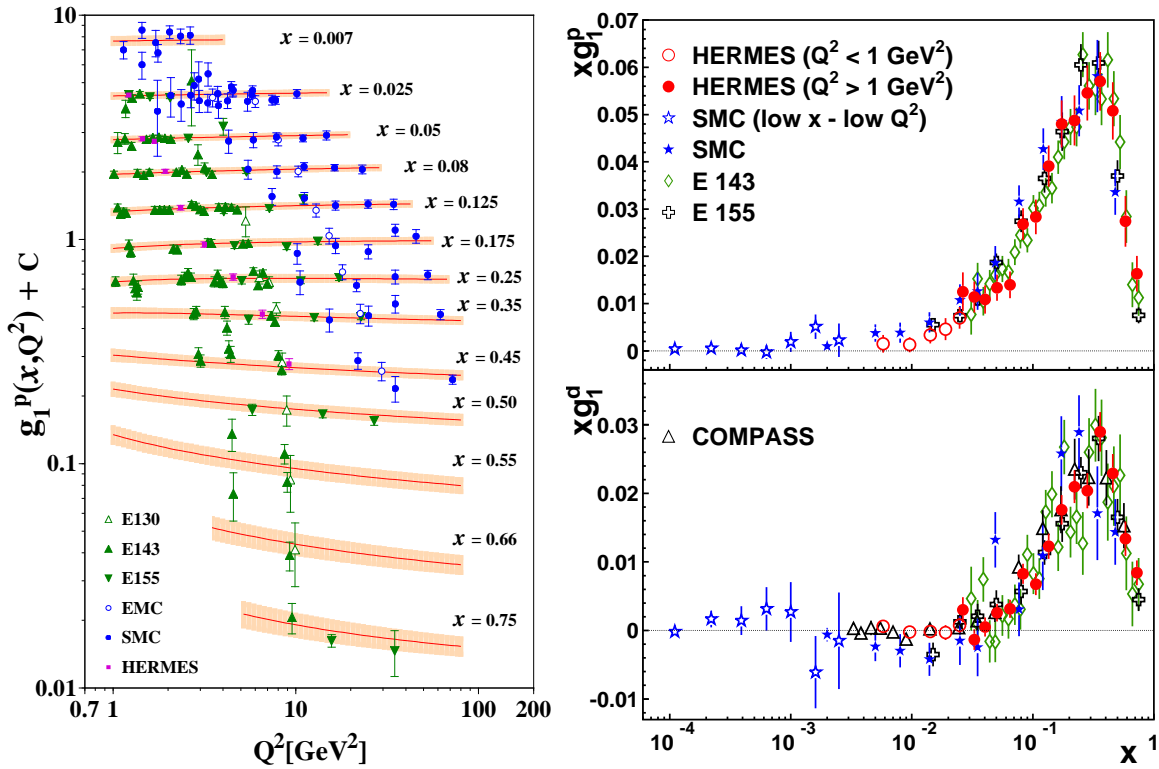 g₁ᵖ(x,Q²) + C
10
1
0.1
0.01
x = 0.007
x = 0.025
x = 0.05
x = 0.08
x = 0.125
x = 0.175
x = 0.25
x = 0.35
x = 0.45
x = 0.50
x = 0.55
x = 0.66
x = 0.75
E130
E143
E155
EMC
SMC
HERMES
0.7 1 10 100 200
Q²[GeV²]
xg₁ᵖ
0.07
0.06
0.05
0.04
0.03
0.02
0.01
0
HERMES (Q² < 1 GeV²)
HERMES (Q² > 1 GeV²)
SMC (low x - low Q²)
SMC
E 143
E 155
xg₁ᵈ
0.03
0.02
0.01
0
-0.01
COMPASS
10⁻⁴ 10⁻³ 10⁻² 10⁻¹ 1
x